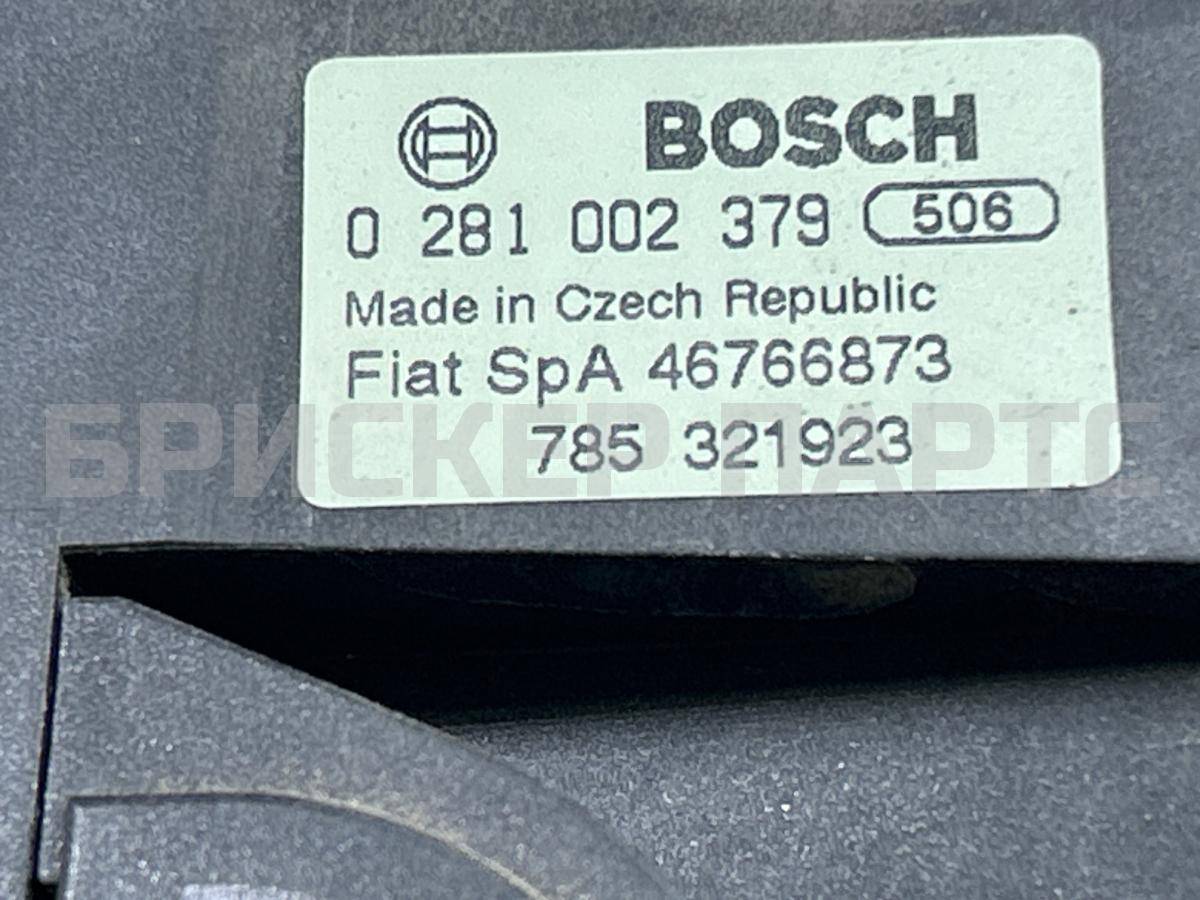 BOSCH
0 281 002 379 506
Made in Czech Republic
Fiat SpA 46766873
785 321923
БРИСКЕР ПАРТС